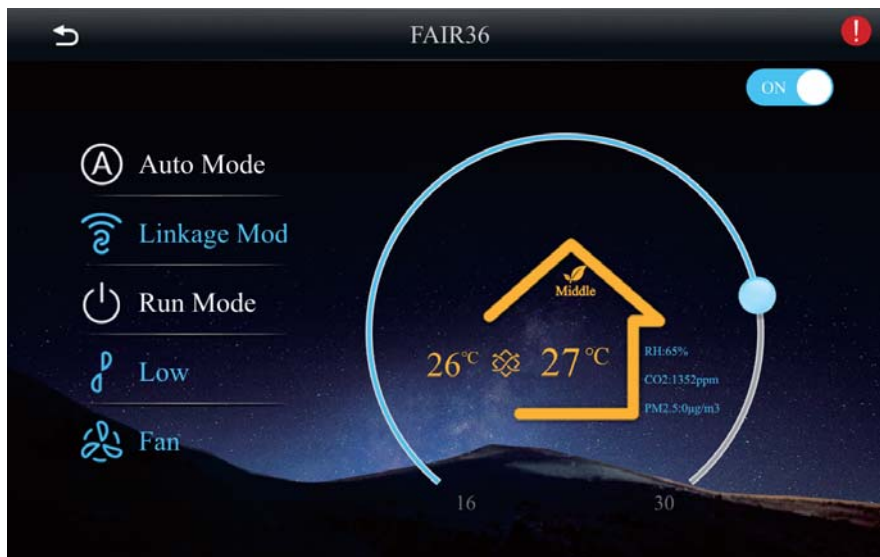 FAIR36
ON
A Auto Mode
Linkage Mod
Run Mode
Low
Fan
Middle
26℃ 27℃
RH:65%
CO2:1352ppm
PM2.5:0μg/m3
16 30